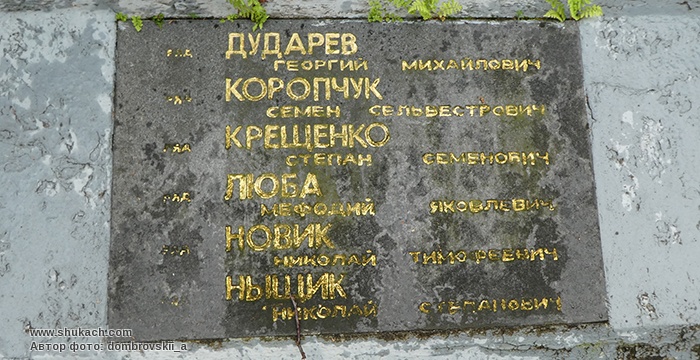 ДУДАРЕВ
ГЕОРГИЙ МИХАЙЛОВИЧ
КОРОПЧУК
СЕМЕН СЕЛЬВЕСТРОВИЧ
КРЕЩЕНКО
СТЕПАН СЕМЕНОВИЧ
ЛЮБА
МЕФОДИЙ ЯКОВЛЕВИЧ
НОВИК
НИКОЛАЙ ТИМОФЕЕВИЧ
НЫЩИК
НИКОЛАЙ СТЕПАНОВИЧ
www.shukach.com
Автор фото: dombrovskii_a